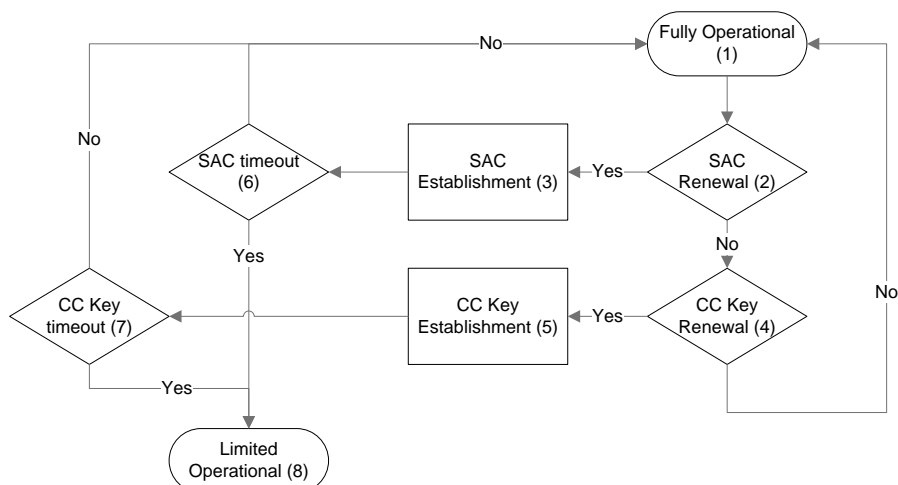 No
Fully Operational
(1)
No
SAC timeout
(6)
SAC
Establishment (3)
Yes
SAC
Renewal (2)
Yes
No
CC Key
timeout (7)
CC Key
Establishment (5)
Yes
CC Key
Renewal (4)
No
Yes
Limited
Operational (8)